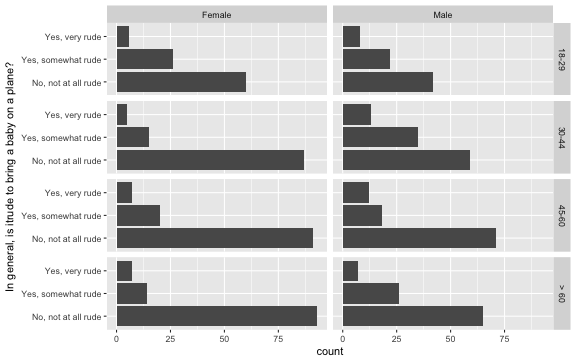 Female
Male
In general, is itrude to bring a baby on a plane?
Yes, very rude
Yes, somewhat rude
No, not at all rude
18-29
Yes, very rude
Yes, somewhat rude
No, not at all rude
30-44
Yes, very rude
Yes, somewhat rude
No, not at all rude
45-60
Yes, very rude
Yes, somewhat rude
No, not at all rude
> 60
0 25 50 75 0 25 50 75
count